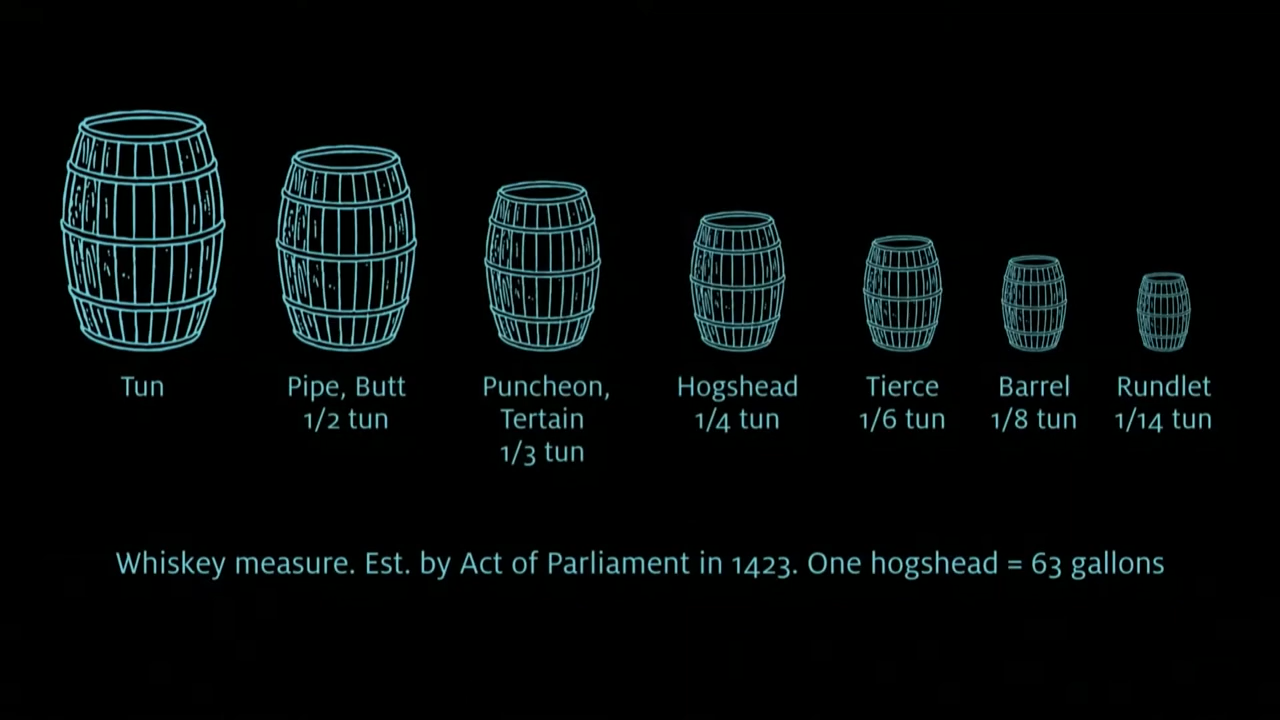 Tun
Pipe, Butt
1/2 tun
Puncheon,
Tertain
1/3 tun
Hogshead
1/4 tun
Tierce
1/6 tun
Barrel
1/8 tun
Rundlet
1/14 tun
Whiskey measure. Est. by Act of Parliament in 1423. One hogshead = 63 gallons